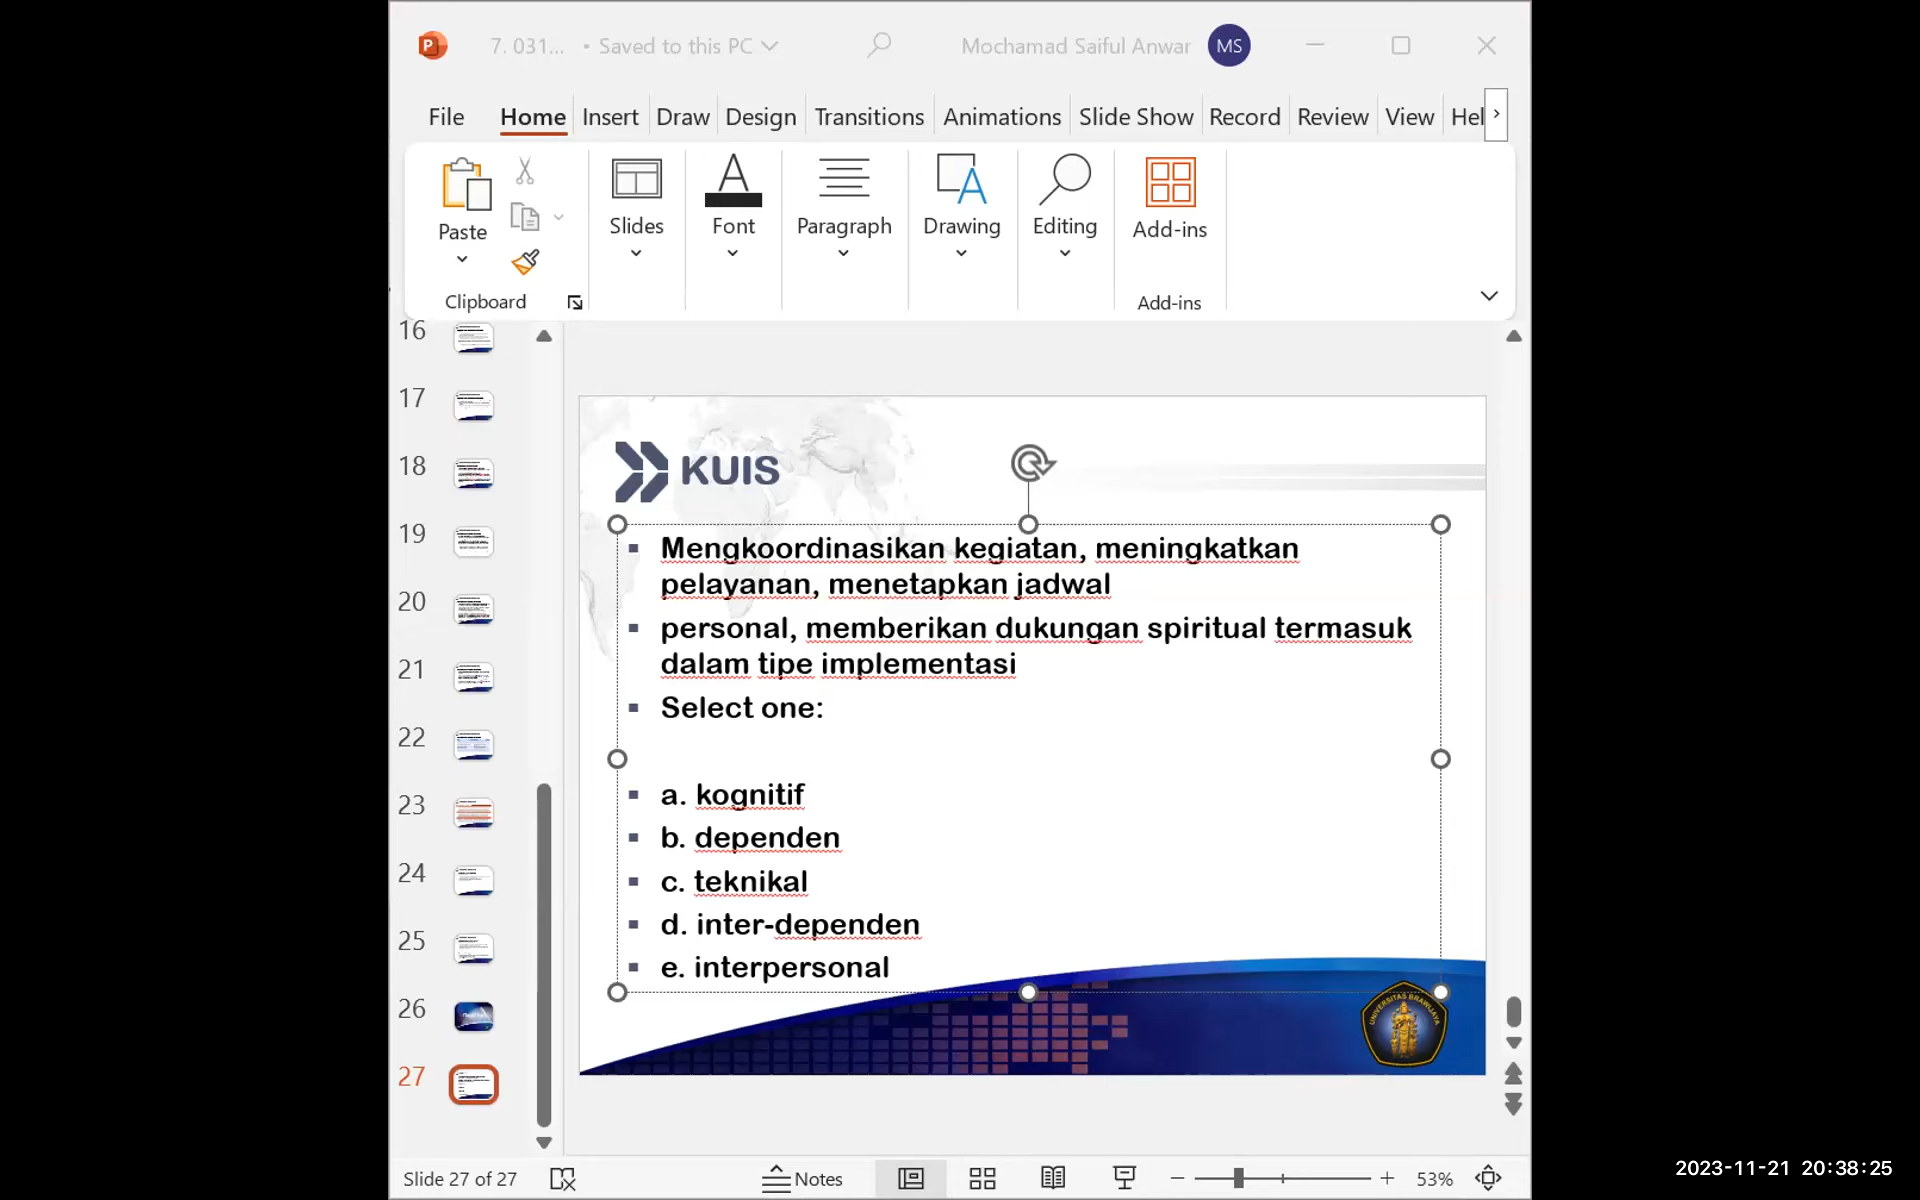 7. 031... • Saved to this PC
Mochamad Saiful Anwar MS
File Home Insert Draw Design Transitions Animations Slide Show Record Review View Hel
Paste
Slides
Font
Paragraph
Drawing
Editing
Add-ins
Clipboard
Add-ins
16
17
18
19
20
21
22
23
24
25
26
27
KUIS
Mengkoordinasikan kegiatan, meningkatkan
pelayanan, menetapkan jadwal
personal, memberikan dukungan spiritual termasuk
dalam tipe implementasi
Select one:
a. kognitif
b. dependen
c. teknikal
d. inter-dependen
e. interpersonal
UNIVERSITAS BRAWIJAYA
Slide 27 of 27
Notes
53%
2023-11-21 20:38:25